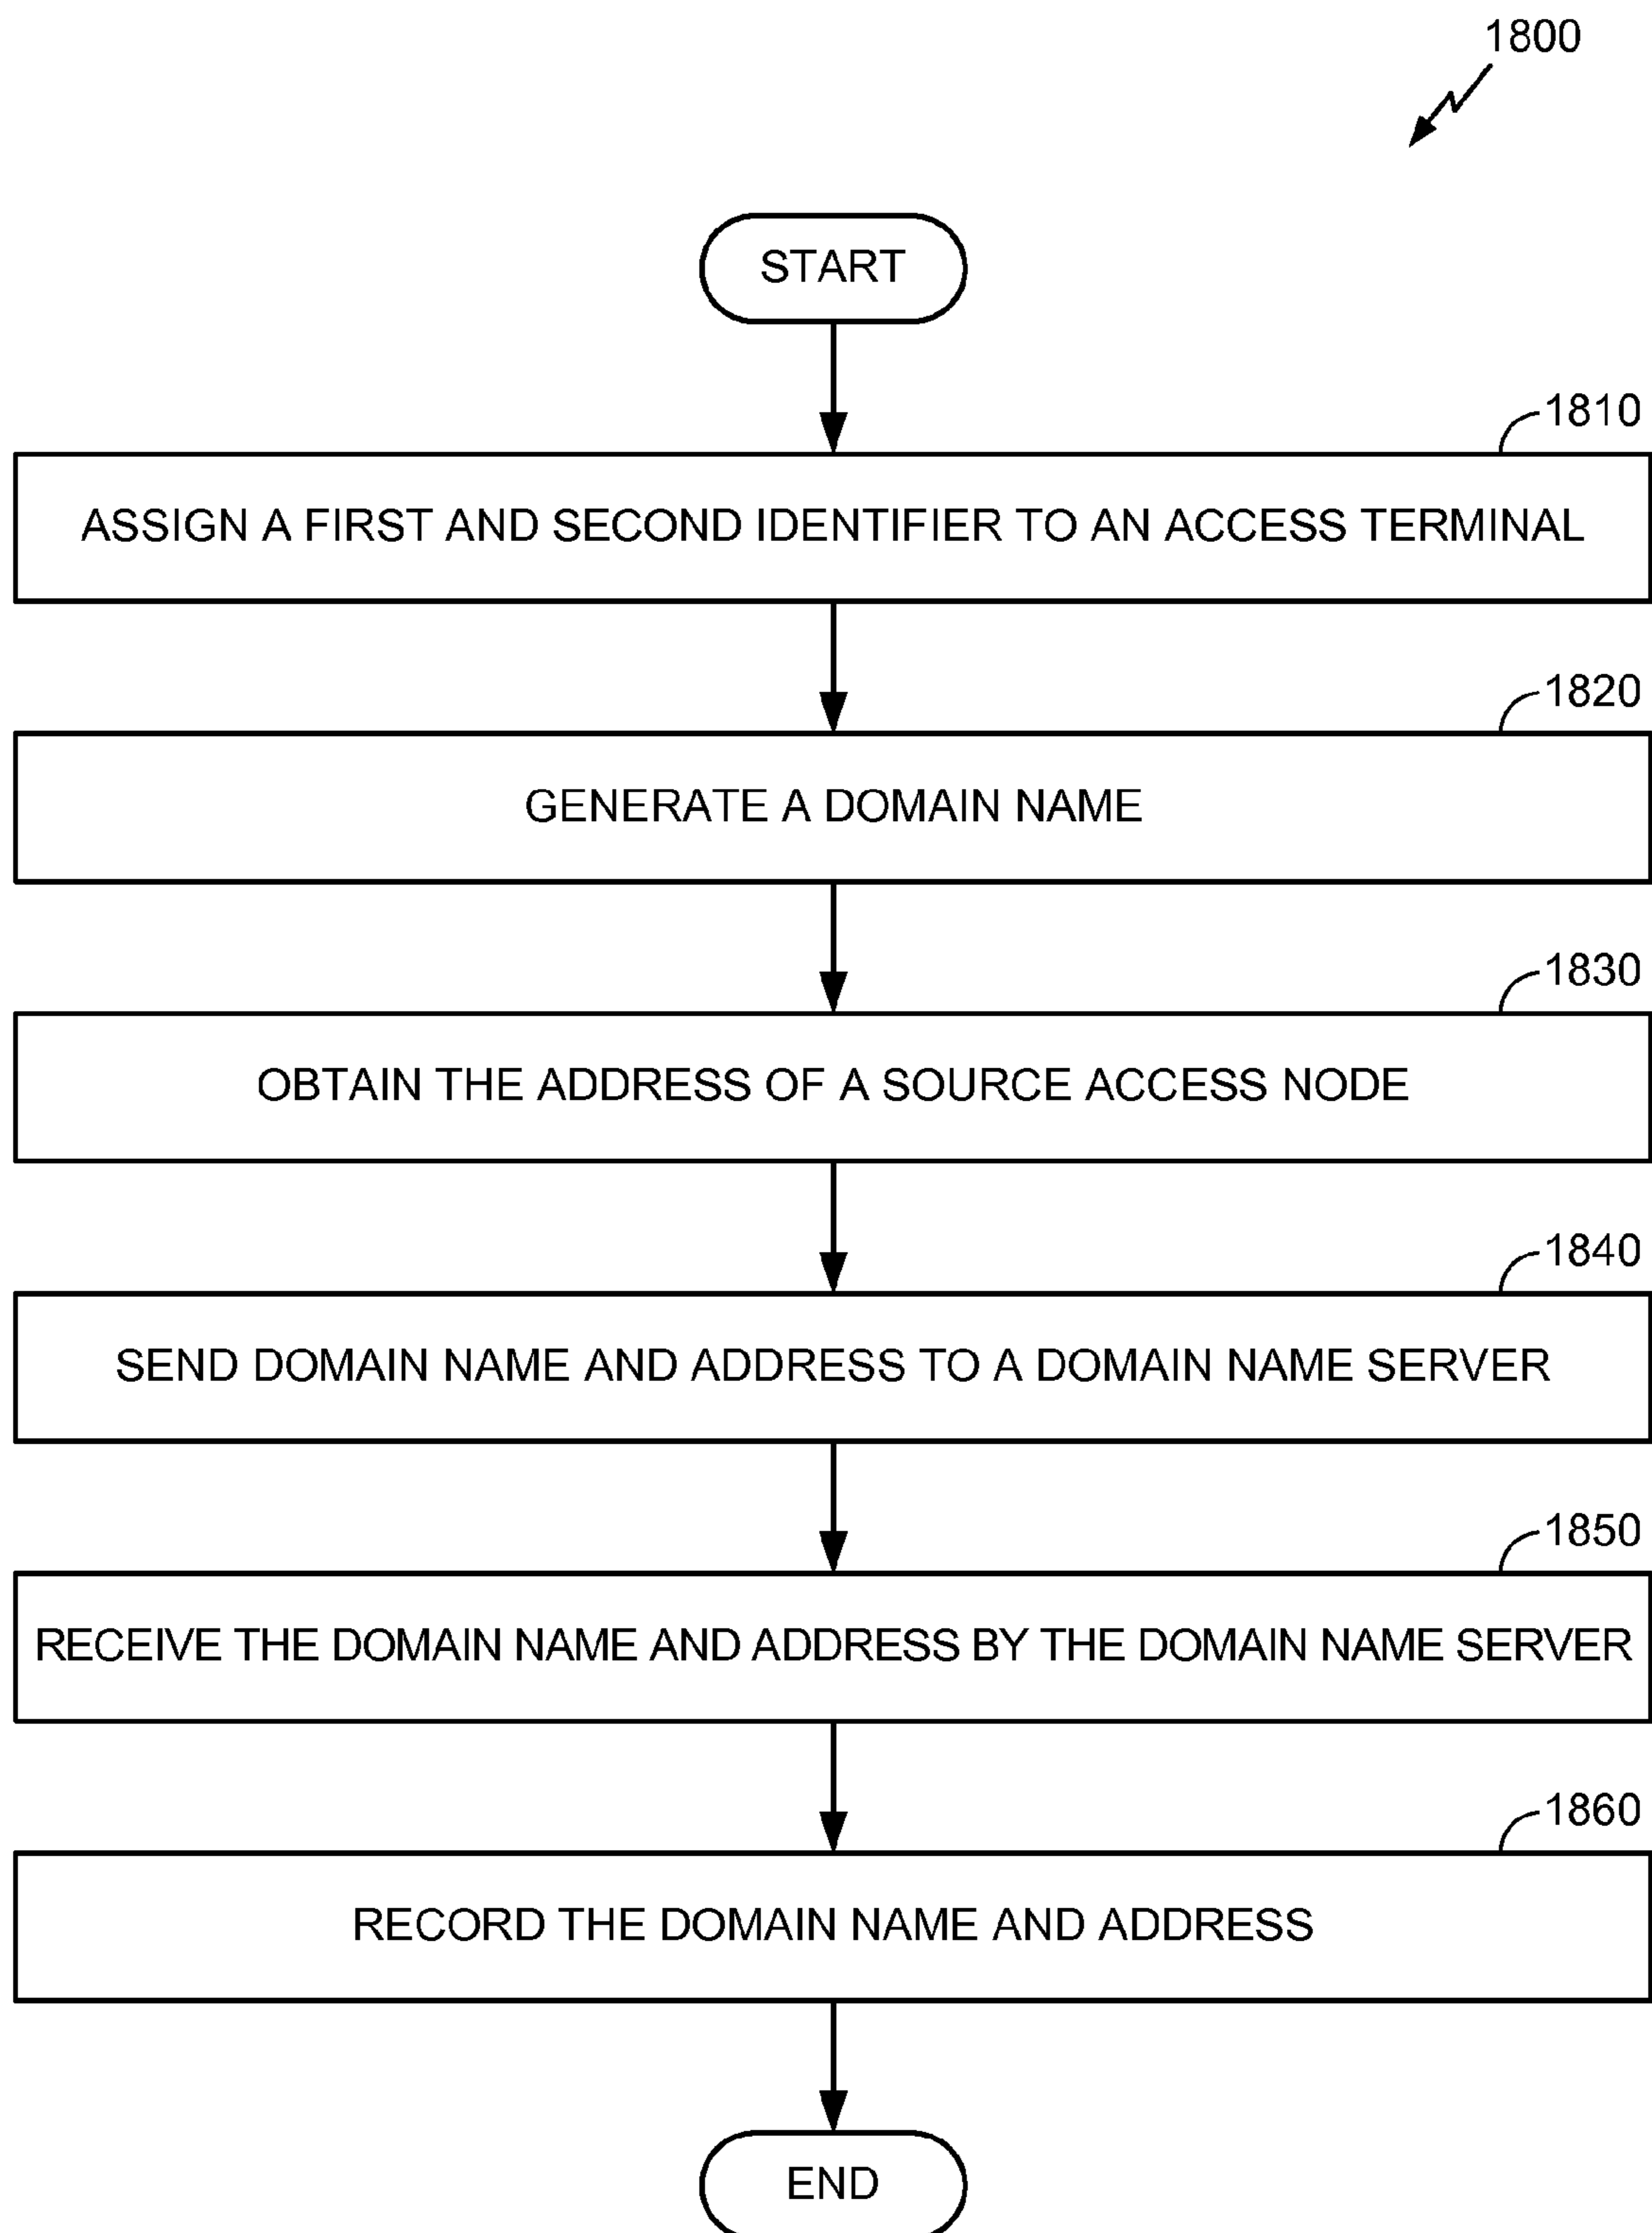 1800
START
1810
ASSIGN A FIRST AND SECOND IDENTIFIER TO AN ACCESS TERMINAL
1820
GENERATE A DOMAIN NAME
1830
OBTAIN THE ADDRESS OF A SOURCE ACCESS NODE
1840
SEND DOMAIN NAME AND ADDRESS TO A DOMAIN NAME SERVER
1850
RECEIVE THE DOMAIN NAME AND ADDRESS BY THE DOMAIN NAME SERVER
1860
RECORD THE DOMAIN NAME AND ADDRESS
END